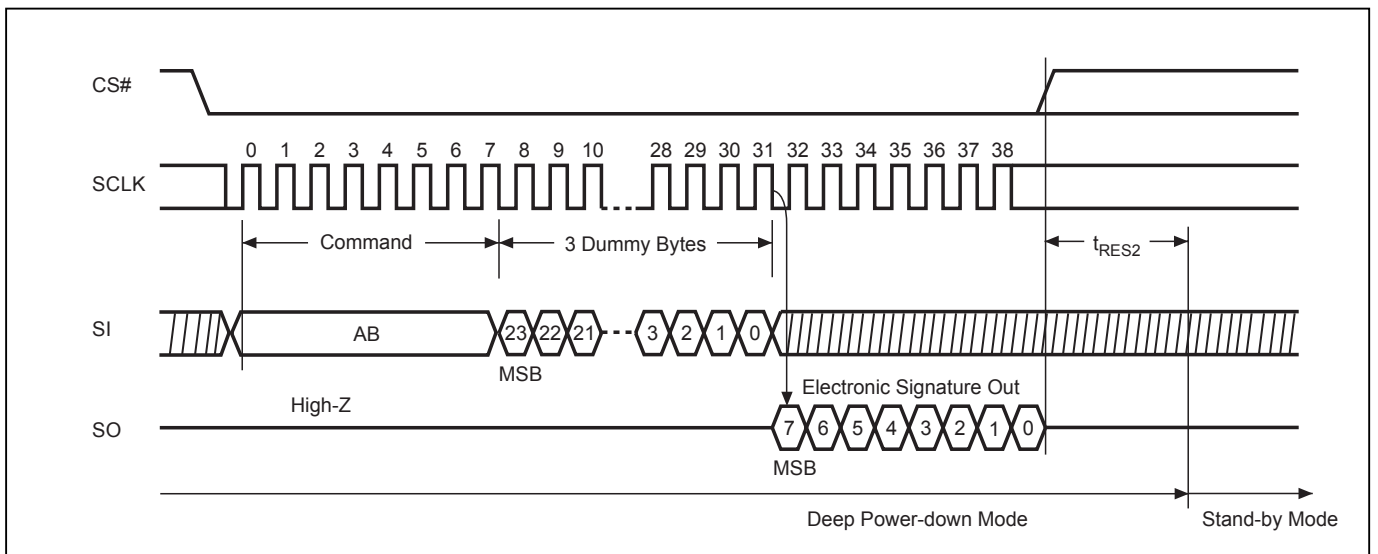 CS#
0 1 2 3 4 5 6 7 8 9 10 28 29 30 31 32 33 34 35 36 37 38
SCLK
Command 3 Dummy Bytes tRES2
SI AB 23 22 21 3 2 1 0
MSB
Electronic Signature Out
High-Z
SO 7 6 5 4 3 2 1 0
MSB
Deep Power-down Mode Stand-by Mode